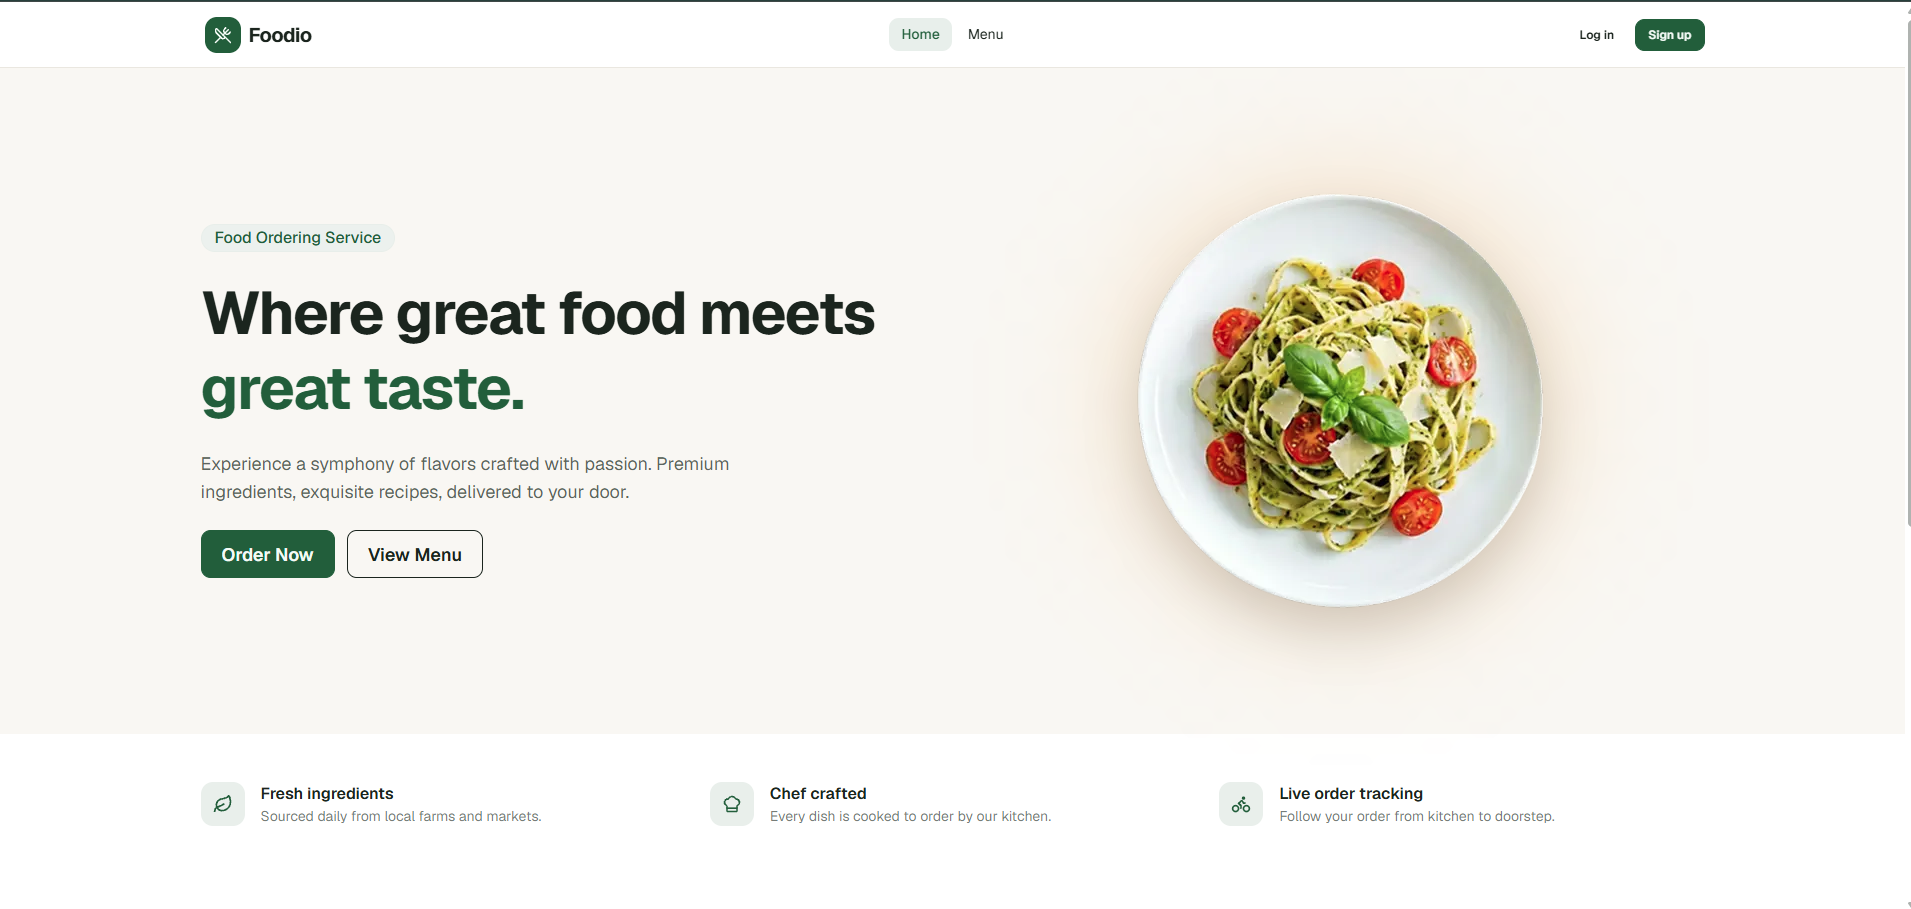 Foodio
Home
Menu
Log in
Sign up
Food Ordering Service
Where great food meets
great taste.
Experience a symphony of flavors crafted with passion. Premium
ingredients, exquisite recipes, delivered to your door.
Order Now
View Menu
Fresh ingredients
Sourced daily from local farms and markets.
Chef crafted
Every dish is cooked to order by our kitchen.
Live order tracking
Follow your order from kitchen to doorstep.